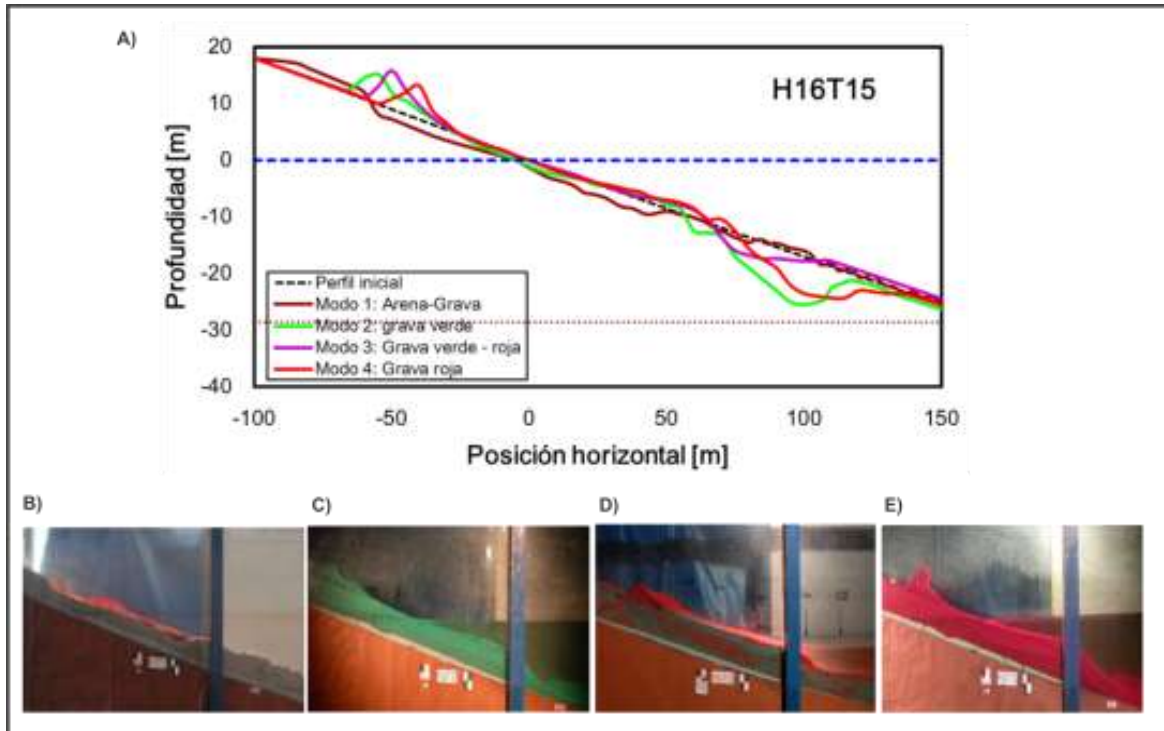 A)
H16T15
Profundidad [m]
20
10
0
-10
-20
-30
-40
Perfil inicial
Modo 1: Arena-Grava
Modo 2: grava verde
Modo 3: Grava verde - roja
Modo 4: Grava roja
-100 -50 0 50 100 150
Posición horizontal [m]
B) C) D) E)